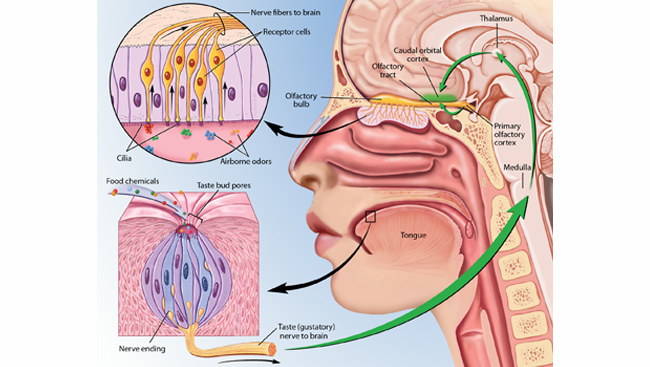 Nerve fibers to brain
Receptor cells
Cilia
Airborne odors
Food chemicals
Taste bud pores
Nerve ending
Taste (gustatory)
nerve to brain
Thalamus
Caudal orbital
cortex
Olfactory
tract
Olfactory
bulb
Primary
olfactory
cortex
Medulla
Tongue